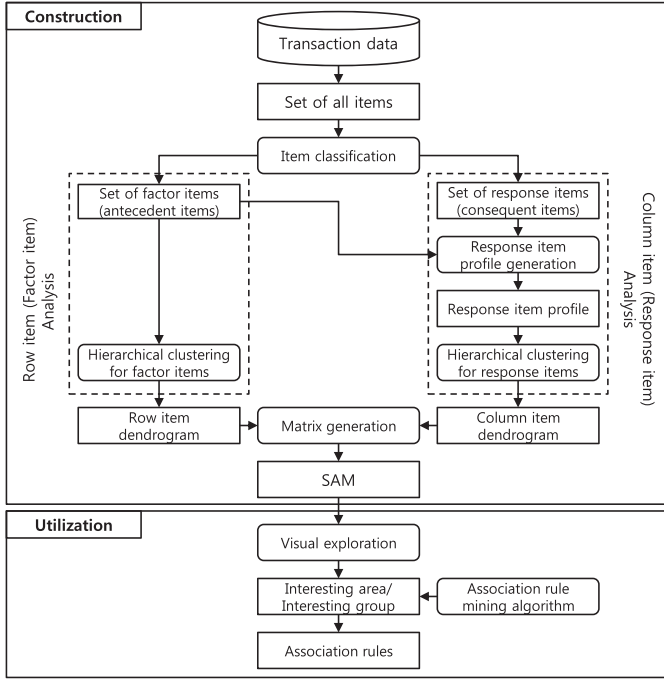 Construction
Transaction data
Set of all items
Item classification
Set of factor items
(antecedent items)
Set of response items
(consequent items)
Response item
profile generation
Response item profile
Hierarchical clustering
for factor items
Hierarchical clustering
for response items
Row item (Factor item)
Analysis
Column item (Response item)
Analysis
Row item
dendrogram
Matrix generation
Column item
dendrogram
SAM
Utilization
Visual exploration
Interesting area/
Interesting group
Association rule
mining algorithm
Association rules